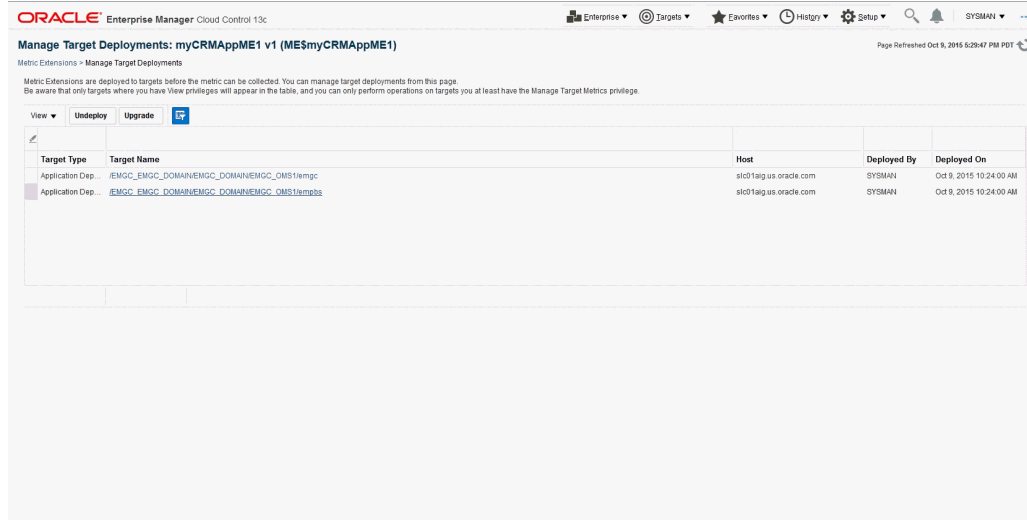 ORACLE Enterprise Manager Cloud Control 13c Enterprise Targets Favorites History Setup SYSMAN
Manage Target Deployments: myCRMAppME1 v1 (ME$myCRMAppME1) Page Refreshed Oct 9, 2015 5:29:47 PM PDT
Metric Extensions > Manage Target Deployments
Metric Extensions are deployed to targets before the metric can be collected. You can manage target deployments from this page.
Be aware that only targets where you have View privileges will appear in the table, and you can only perform operations on targets you at least have the Manage Target Metrics privilege.
View Undeploy Upgrade
Target Type Target Name Host Deployed By Deployed On
Application Dep... /EMGC_EMGC_DOMAIN/EMGC_DOMAIN/EMGC_OMS1/emgc slc01aig.us.oracle.com SYSMAN Oct 9, 2015 10:24:00 AM
Application Dep... /EMGC_EMGC_DOMAIN/EMGC_DOMAIN/EMGC_OMS1/empbs slc01aig.us.oracle.com SYSMAN Oct 9, 2015 10:24:00 AM